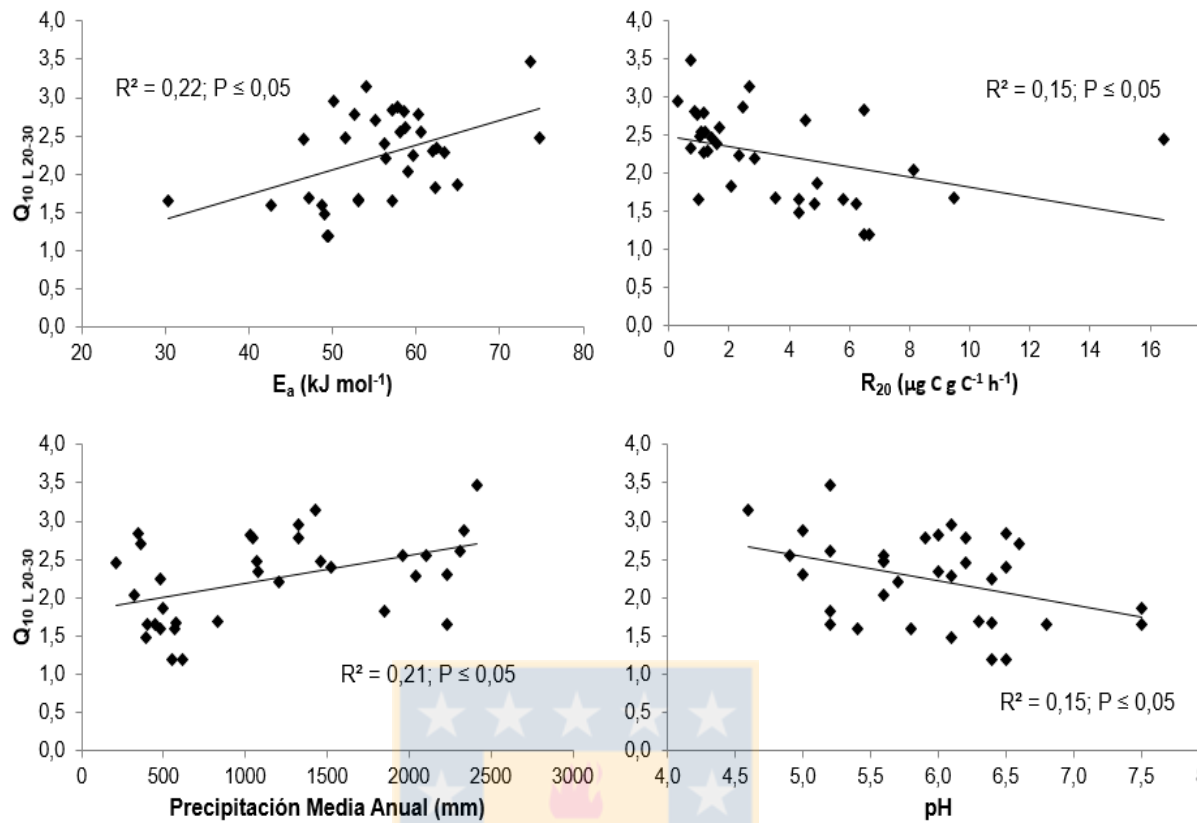 4,0
3,5
3,0
2,5
2,0
1,5
1,0
0,5
0,0
Q10 L 20-30
R² = 0,22; P ≤ 0,05
20 30 40 50 60 70 80
Eₐ (kJ mol⁻¹)
4,0
3,5
3,0
2,5
2,0
1,5
1,0
0,5
0,0
R² = 0,15; P ≤ 0,05
0 2 4 6 8 10 12 14 16
R₂₀ (µg C g C⁻¹ h⁻¹)
4,0
3,5
3,0
2,5
2,0
1,5
1,0
0,5
0,0
Q10 L 20-30
R² = 0,21; P ≤ 0,05
0 500 1000 1500 2000 2500 3000
Precipitación Media Anual (mm)
4,0
3,5
3,0
2,5
2,0
1,5
1,0
0,5
0,0
R² = 0,15; P ≤ 0,05
4,0 4,5 5,0 5,5 6,0 6,5 7,0 7,5
pH